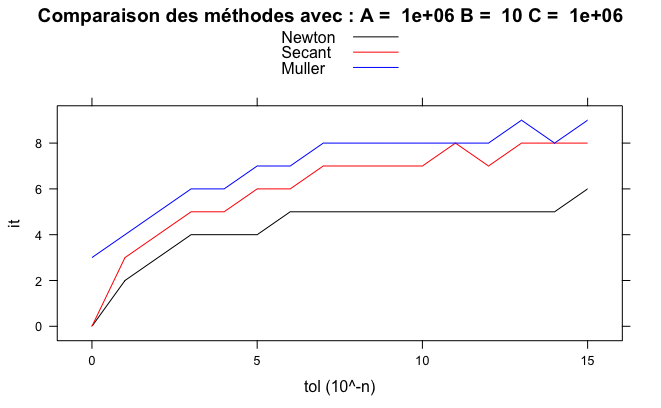 Comparaison des méthodes avec : A = 1e+06 B = 10 C = 1e+06
Newton
Secant
Muller
it
8
6
4
2
0
0 5 10 15
tol (10^-n)